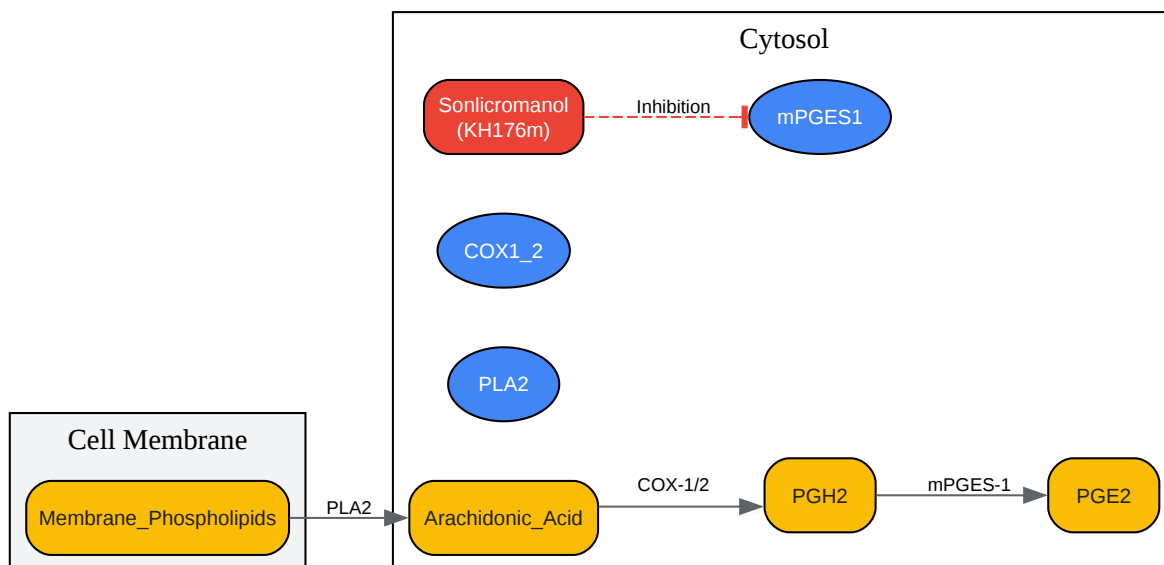 Cytosol
Sonlicromanol
(KH176m)
Inhibition
mPGES1
COX1_2
PLA2
Cell Membrane
Membrane_Phospholipids
PLA2
Arachidonic_Acid
COX-1/2
PGH2
mPGES-1
PGE2